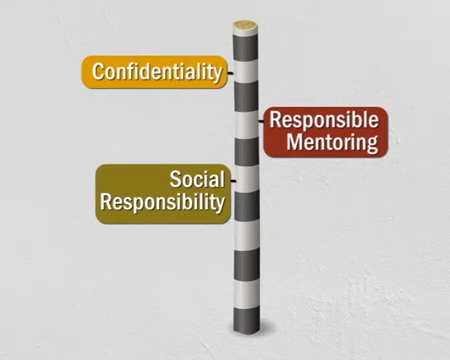 Confidentiality
Responsible
Mentoring
Social
Responsibility